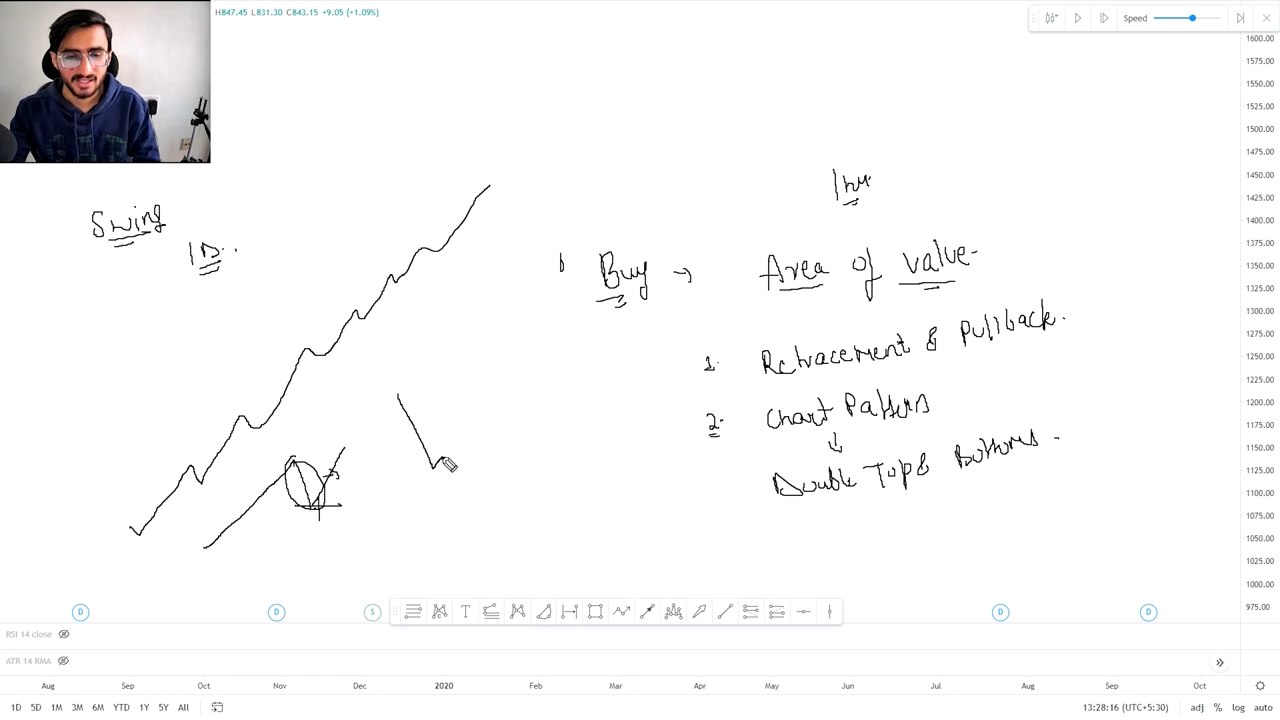 H847.45 L831.30 C843.15 +9.05 (+1.09%)
Speed
1600.00
1575.00
1550.00
1525.00
1500.00
1475.00
1450.00
1425.00
1400.00
1375.00
1350.00
1325.00
1300.00
1275.00
1250.00
1225.00
1200.00
1175.00
1150.00
1125.00
1100.00
1075.00
1050.00
1025.00
1000.00
975.00
Swing
1D.
1 Buy → Area of value
1. Retracement & Pullback.
2. Chart Pattern
Double Top &
D D S D D
RSI 14 close
ATR 14 RMA
Aug Sep Oct Nov Dec 2020 Feb Mar Apr May Jun Jul Aug Sep Oct
1D 5D 1M 3M 6M YTD 1Y 5Y All 13:28:16 (UTC+5:30) adj % log auto